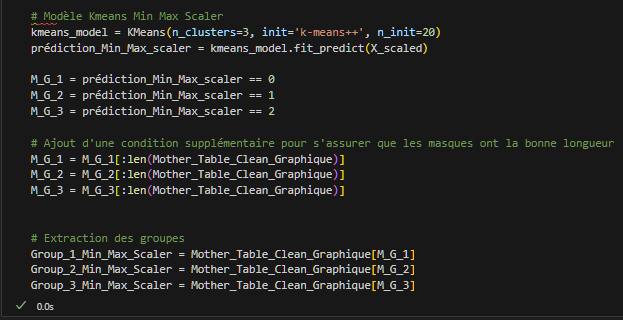 # Modèle Kmeans Min Max Scaler
kmeans_model = KMeans(n_clusters=3, init='k-means++', n_init=20)
prédiction_Min_Max_scaler = kmeans_model.fit_predict(X_scaled)
M_G_1 = prédiction_Min_Max_scaler == 0
M_G_2 = prédiction_Min_Max_scaler == 1
M_G_3 = prédiction_Min_Max_scaler == 2
# Ajout d'une condition supplémentaire pour s'assurer que les masques ont la bonne longueur
M_G_1 = M_G_1[:len(Mother_Table_Clean_Graphique)]
M_G_2 = M_G_2[:len(Mother_Table_Clean_Graphique)]
M_G_3 = M_G_3[:len(Mother_Table_Clean_Graphique)]
# Extraction des groupes
Group_1_Min_Max_Scaler = Mother_Table_Clean_Graphique[M_G_1]
Group_2_Min_Max_Scaler = Mother_Table_Clean_Graphique[M_G_2]
Group_3_Min_Max_Scaler = Mother_Table_Clean_Graphique[M_G_3]
0.0s